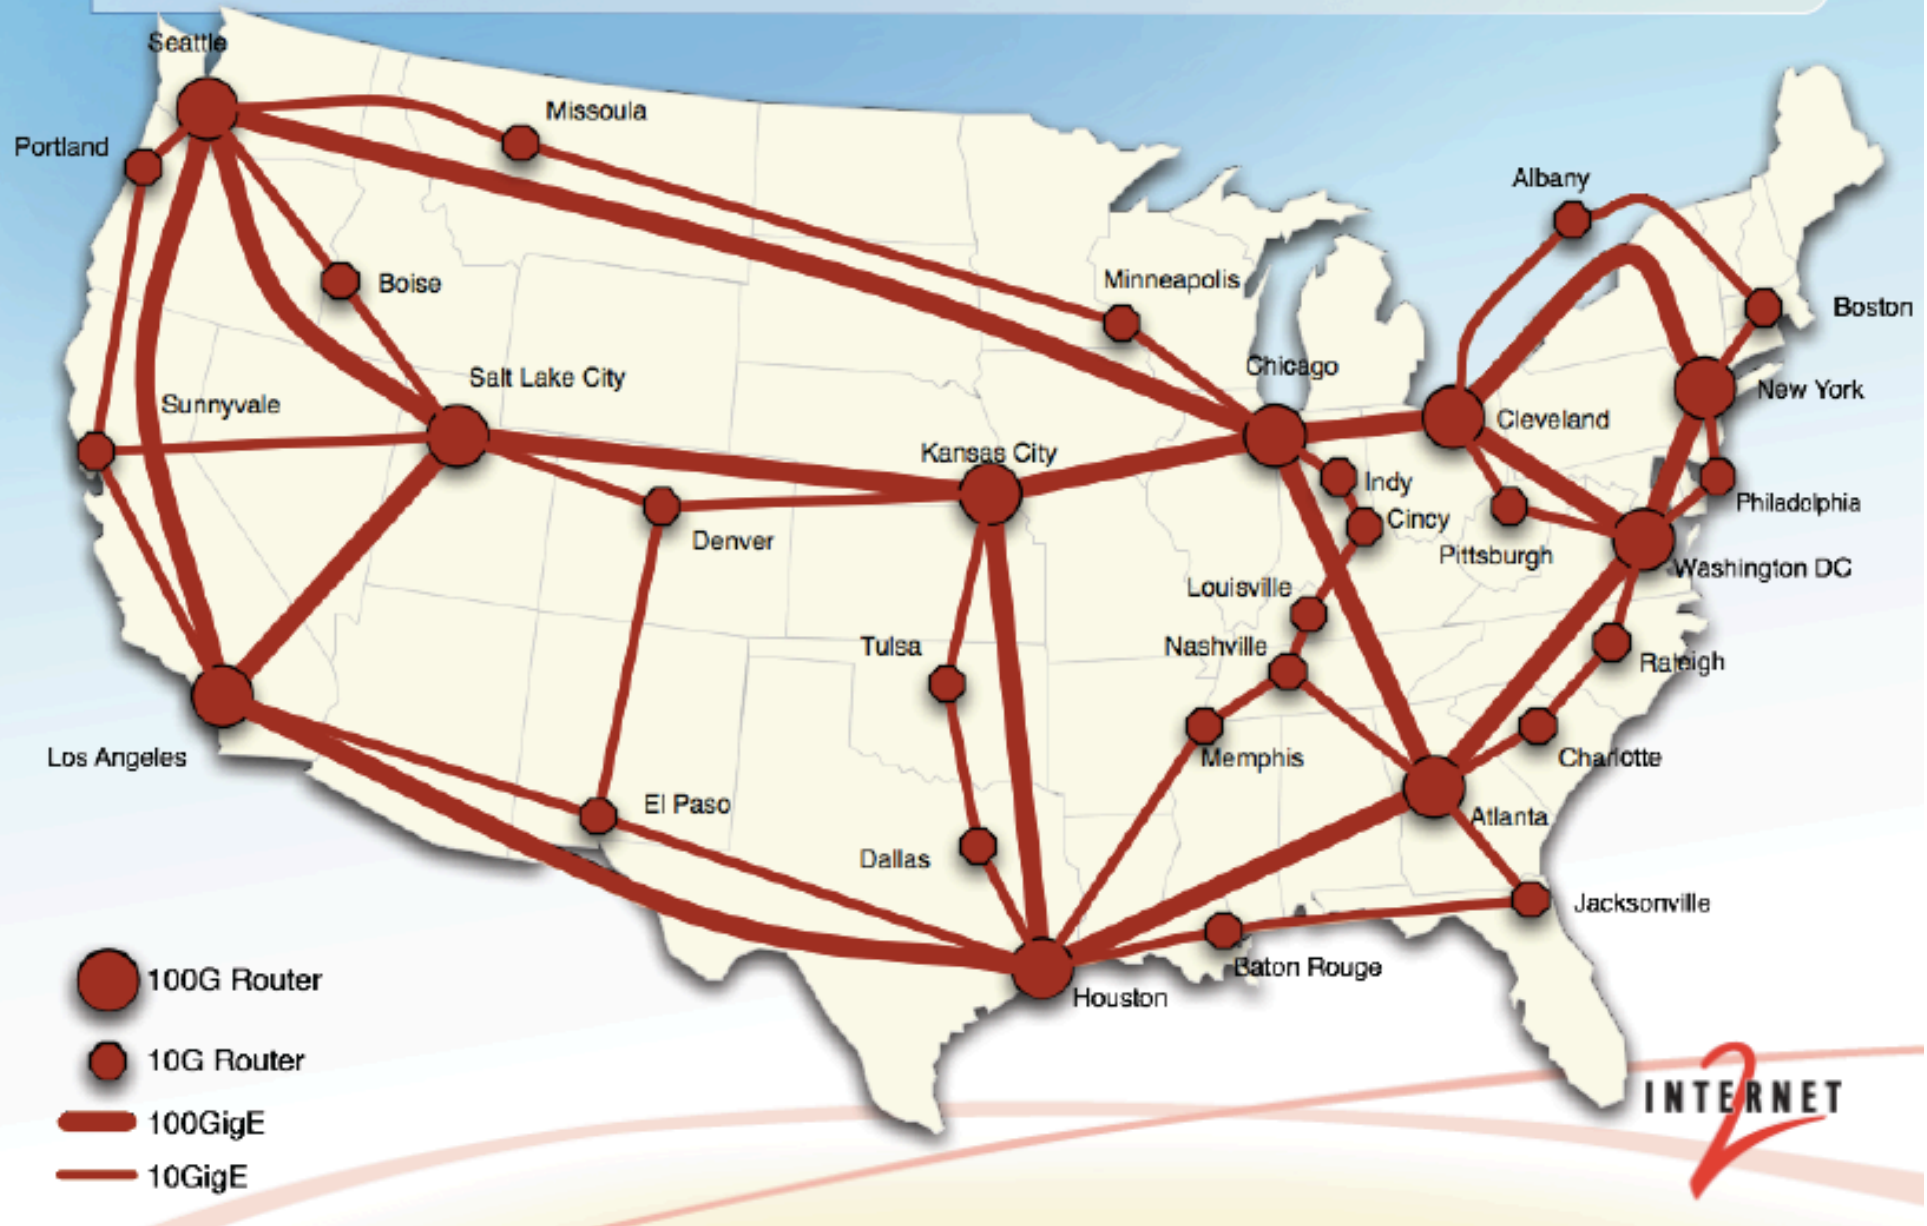 Seattle
Missoula
Portland
Albany
Minneapolis
Boise
Boston
Chicago
Salt Lake City
New York
Sunnyvale
Cleveland
Kansas City
Indy
Philadelphia
Cincy
Denver
Pittsburgh
Washington DC
Louisville
Tulsa
Nashville
Raleigh
Los Angeles
Memphis
Charlotte
El Paso
Atlanta
Dallas
Jacksonville
Baton Rouge
Houston
100G Router
10G Router
100GigE
10GigE
INTERNET
2